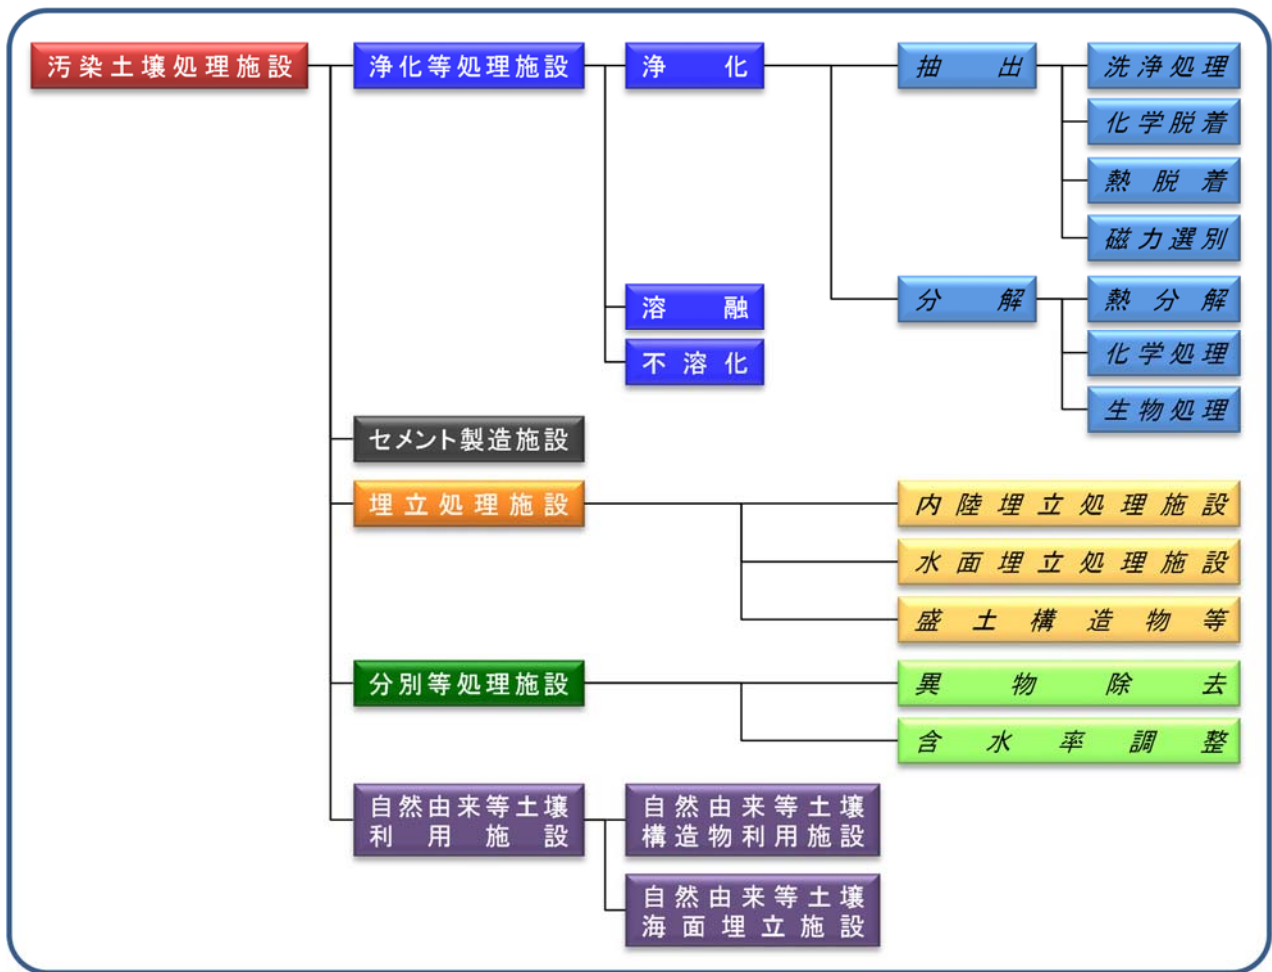 汚染土壌処理施設
浄化等処理施設
浄化
抽出
洗浄処理
化学脱着
熱脱着
磁力選別
分解
熱分解
化学処理
生物処理
溶融
不溶化
セメント製造施設
埋立処理施設
内陸埋立処理施設
水面埋立処理施設
盛土構造物等
分別等処理施設
異物除去
含水率調整
自然由来等土壌
利用施設
自然由来等土壌
構造物利用施設
自然由来等土壌
海面埋立施設